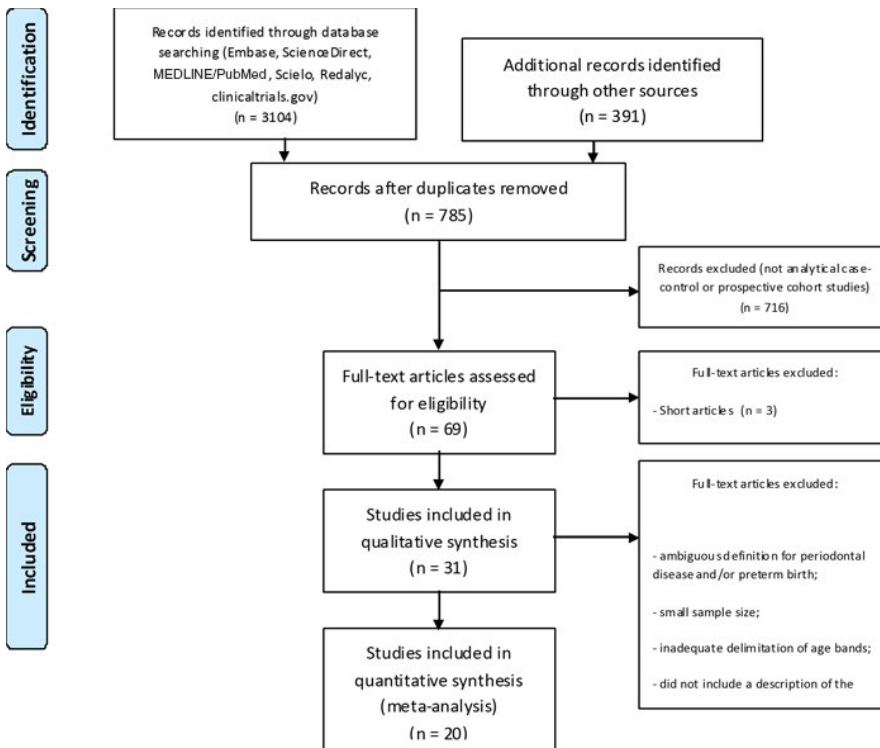 Identification
Records identified through database
searching (Embase, ScienceDirect,
MEDLINE/PubMed, Scielo, Redalyc,
clinicaltrials.gov)
(n = 3104)
Additional records identified
through other sources
(n = 391)
Screening
Records after duplicates removed
(n = 785)
Records excluded (not analytical case-
control or prospective cohort studies)
(n = 716)
Eligibility
Full-text articles assessed
for eligibility
(n = 69)
Full-text articles excluded:
- Short articles (n = 3)
Included
Studies included in
qualitative synthesis
(n = 31)
Full-text articles excluded:
- ambiguous definition for periodontal
disease and/or preterm birth;
- small sample size;
- inadequate delimitation of age bands;
- did not include a description of the
Studies included in
quantitative synthesis
(meta-analysis)
(n = 20)